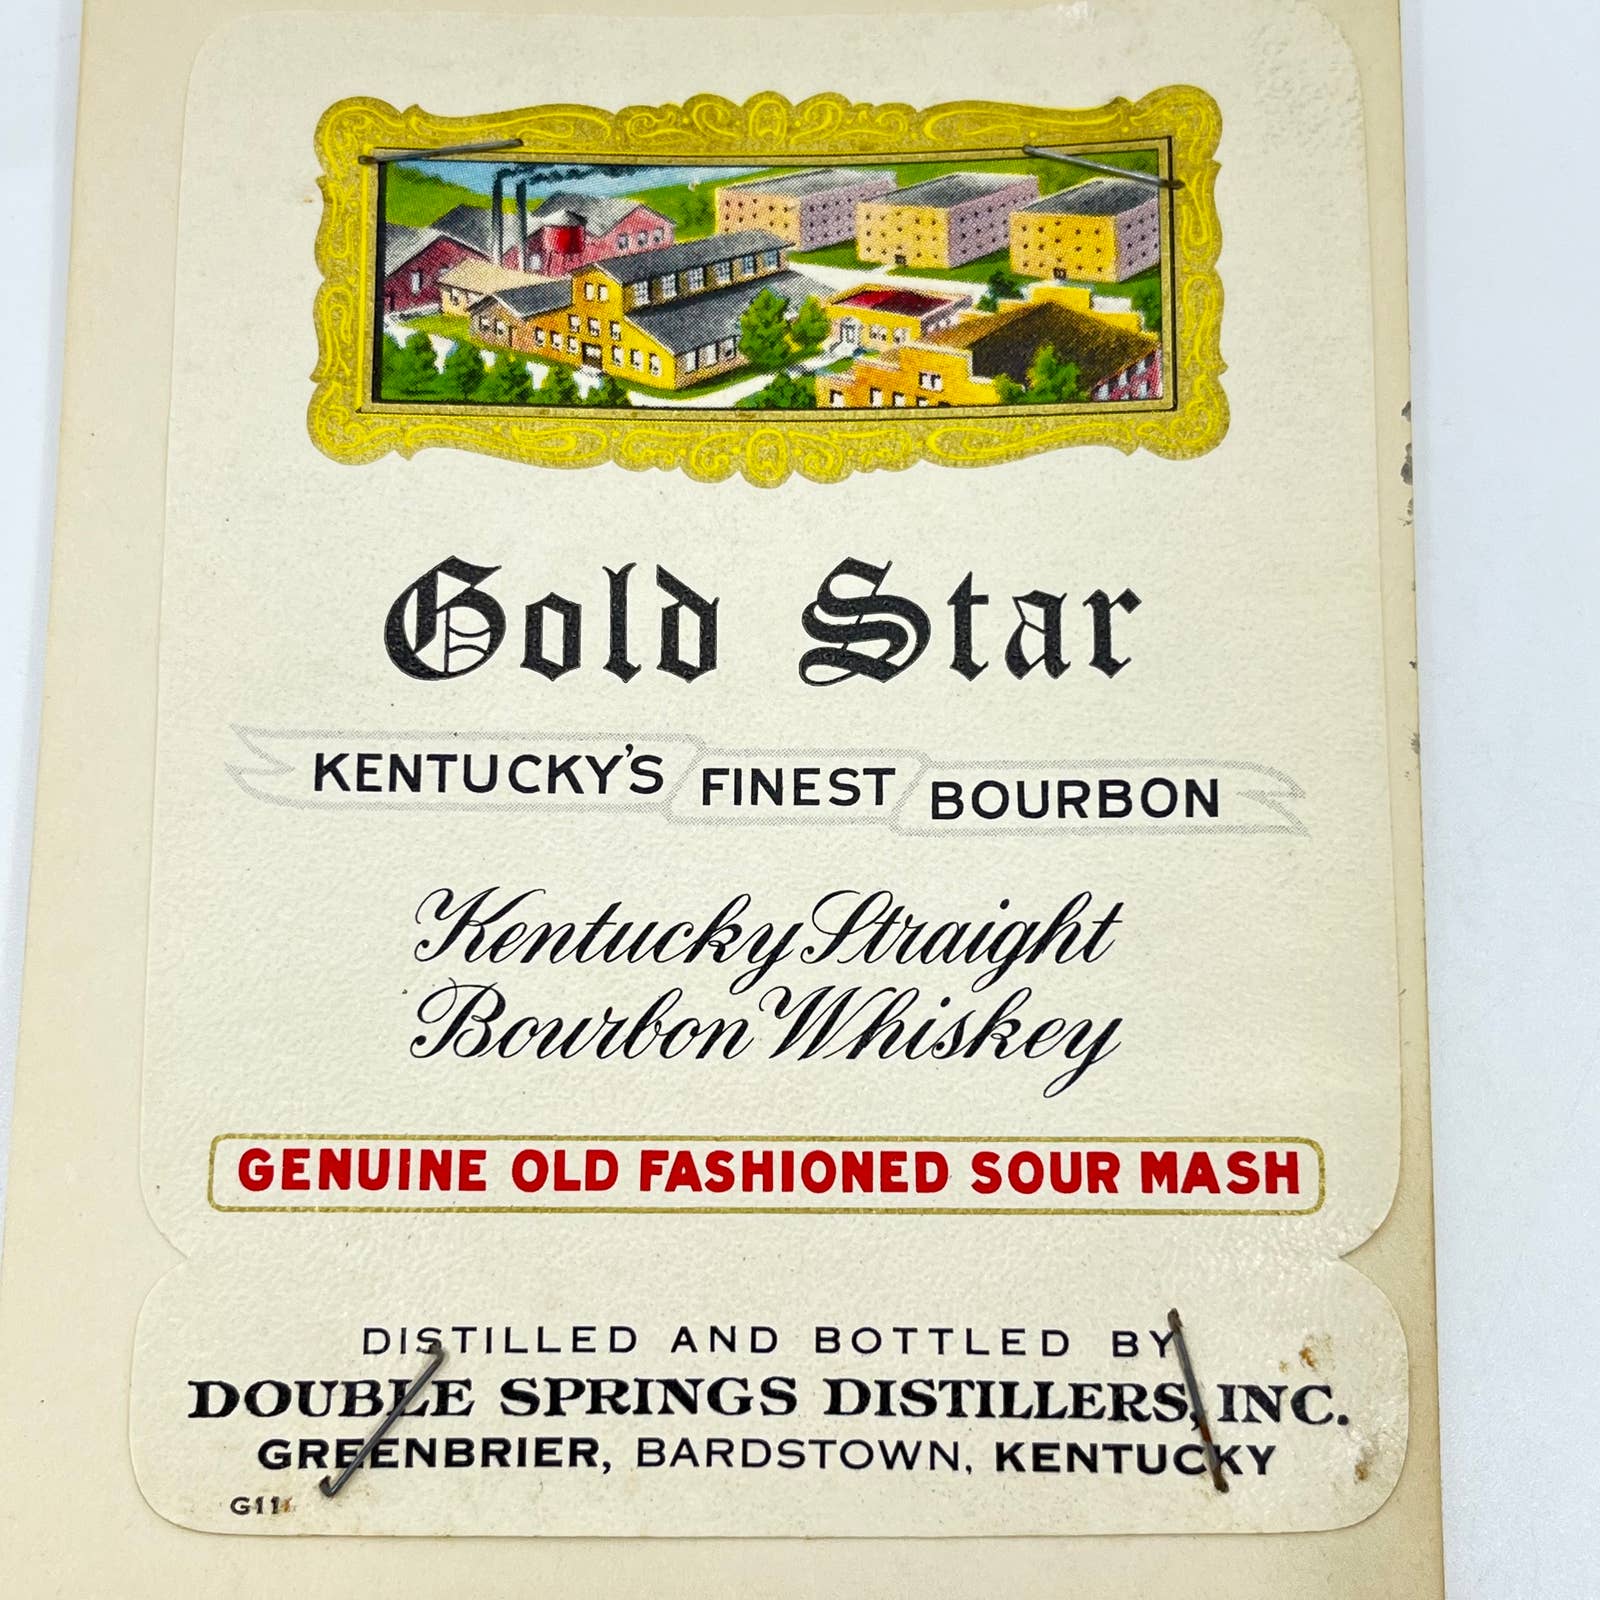 Gold Star
KENTUCKY'S FINEST BOURBON
Kentucky Straight
Bourbon Whiskey
GENUINE OLD FASHIONED SOUR MASH
DISTILLED AND BOTTLED BY
DOUBLE SPRINGS DISTILLERS, INC.
GREENBRIER, BARDSTOWN, KENTUCKY